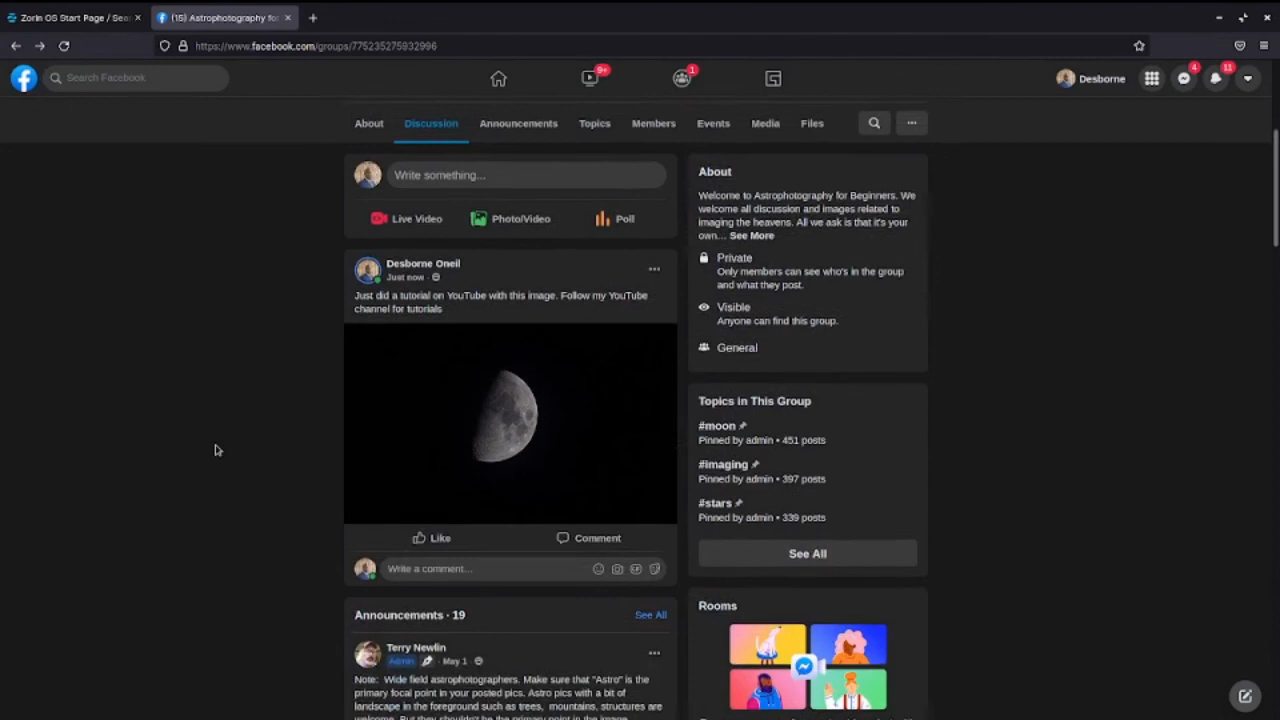 Zorin OS Start Page / Sea
(15) Astrophotography fo
https://www.facebook.com/groups/775235275932996
Search Facebook
9+
1
Desborne
4
11
About
Discussion
Announcements
Topics
Members
Events
Media
Files
Write something...
Live Video
Photo/Video
Poll
Desborne Oneil
Just now ·
Just did a tutorial on YouTube with this image. Follow my YouTube
channel for tutorials
Like
Comment
Write a comment…
Announcements · 19
See All
Terry Newlin
Admin · May 1 ·
Note: Wide field astrophotographers. Make sure that "Astro" is the
primary focal point in your posted pics. Astro pics with a bit of
landscape in the foreground such as trees, mountains, structures are
welcome. But they shouldn't be the primary point in the image
About
Welcome to Astrophotography for Beginners. We
welcome all discussion and images related to
imaging the heavens. All we ask is that it's your
own... See More
Private
Only members can see who's in the group
and what they post.
Visible
Anyone can find this group.
General
Topics in This Group
#moon
Pinned by admin • 451 posts
#imaging
Pinned by admin • 397 posts
#stars
Pinned by admin • 339 posts
See All
Rooms